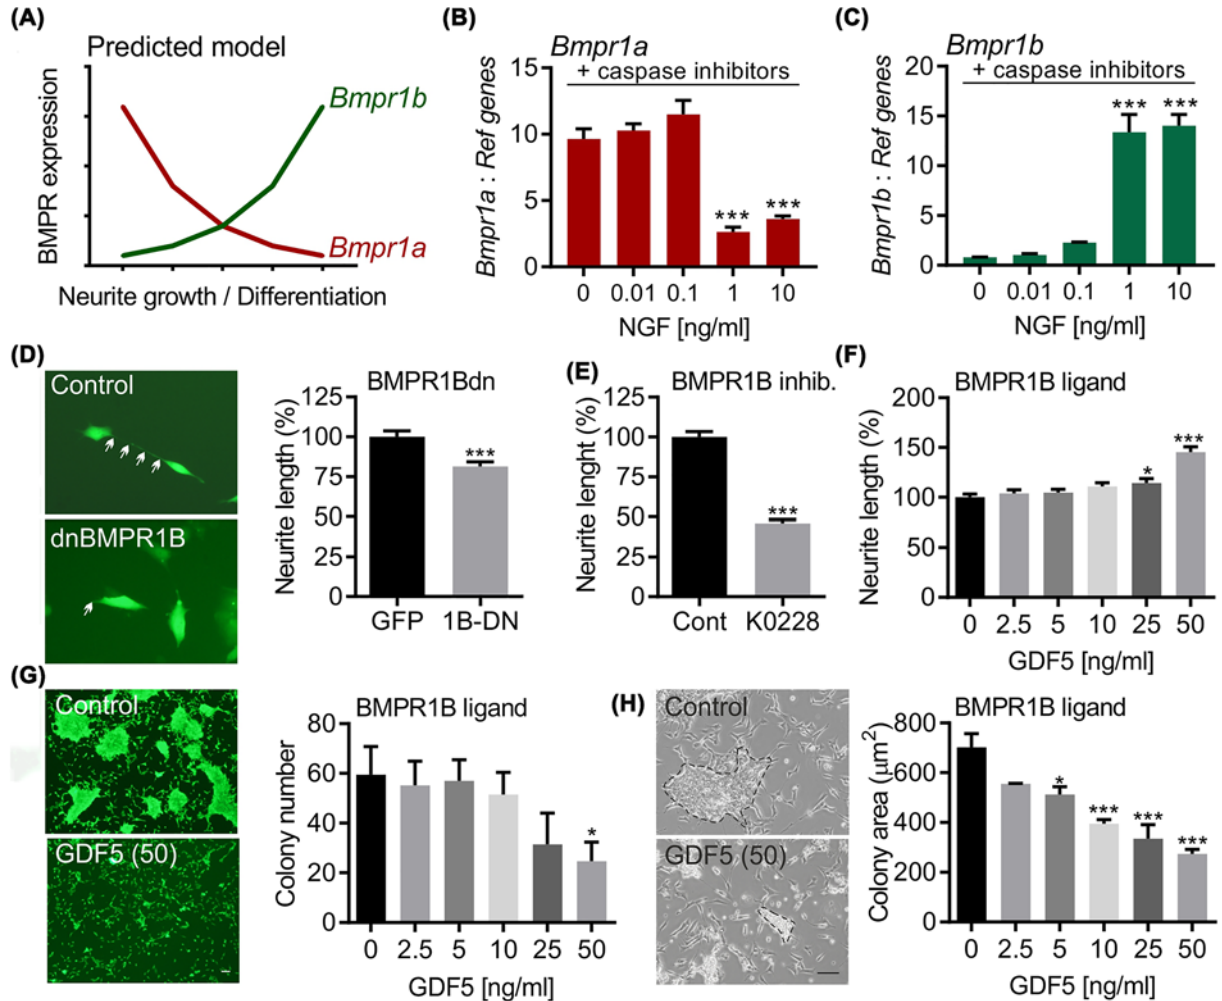 (A)
Predicted model
BMPR expression
Bmpr1b
Bmpr1a
Neurite growth / Differentiation
(B)
Bmpr1a
+ caspase inhibitors
Bmpr1a : Ref genes
15
10
5
0
*** ***
0 0.01 0.1 1 10
NGF [ng/ml]
(C)
Bmpr1b
+ caspase inhibitors
Bmpr1b : Ref genes
20
15
10
5
0
*** ***
0 0.01 0.1 1 10
NGF [ng/ml]
(D)
Control
dnBMPR1B
BMPR1Bdn
Neurite length (%)
125
100
75
50
25
0
***
GFP 1B-DN
(E)
BMPR1B inhib.
Neurite lenght (%)
125
100
75
50
25
0
***
Cont K0228
(F)
BMPR1B ligand
Neurite length (%)
200
150
100
50
0
* ***
0 2.5 5 10 25 50
GDF5 [ng/ml]
(G)
Control
GDF5 (50)
BMPR1B ligand
Colony number
80
60
40
20
0
*
0 2.5 5 10 25 50
GDF5 [ng/ml]
(H)
Control
GDF5 (50)
BMPR1B ligand
Colony area (μm2)
800
600
400
200
0
* *** *** ***
0 2.5 5 10 25 50
GDF5 [ng/ml]